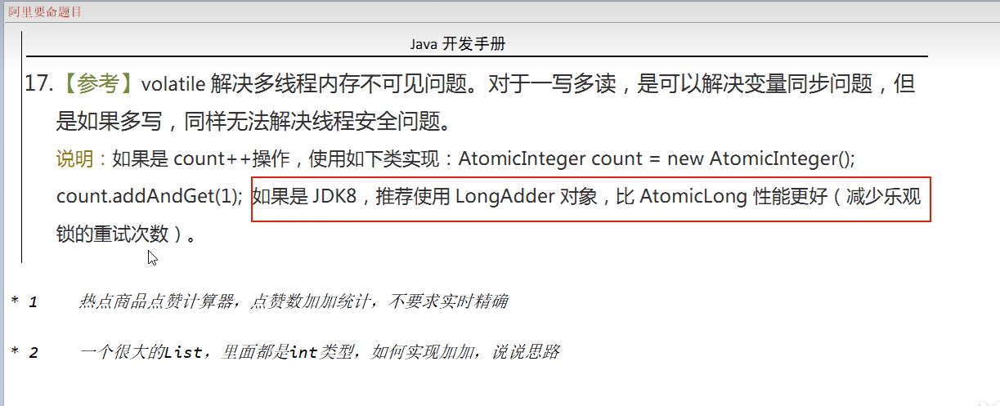 阿里要命题目
Java 开发手册
17.【参考】volatile 解决多线程内存不可见问题。对于一写多读，是可以解决变量同步问题，但
是如果多写，同样无法解决线程安全问题。
说明：如果是 count++操作，使用如下类实现：AtomicInteger count = new AtomicInteger();
count.addAndGet(1); 如果是 JDK8，推荐使用 LongAdder 对象，比 AtomicLong 性能更好（减少乐观
锁的重试次数）。
* 1 热点商品点赞计算器，点赞数加加统计，不要求实时精确
* 2 一个很大的List，里面都是int类型，如何实现加加，说说思路